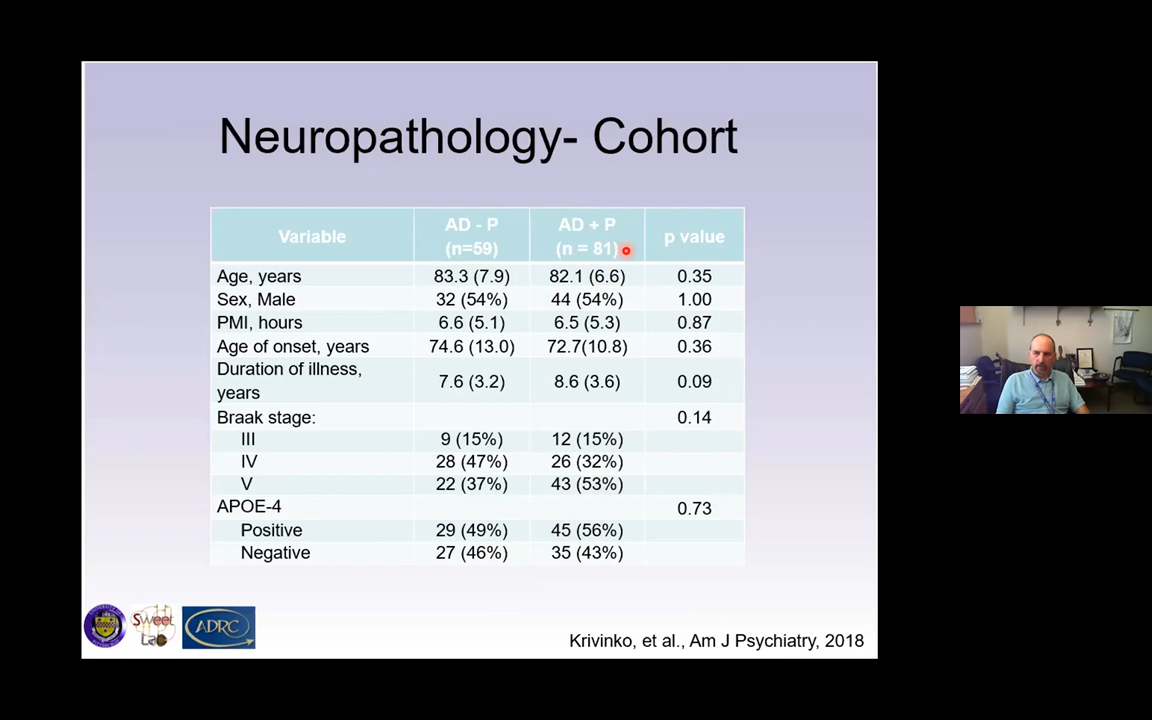 Neuropathology- Cohort
Variable AD - P (n=59) AD + P (n = 81) p value
Age, years 83.3 (7.9) 82.1 (6.6) 0.35
Sex, Male 32 (54%) 44 (54%) 1.00
PMI, hours 6.6 (5.1) 6.5 (5.3) 0.87
Age of onset, years 74.6 (13.0) 72.7(10.8) 0.36
Duration of illness, years 7.6 (3.2) 8.6 (3.6) 0.09
Braak stage: 0.14
III 9 (15%) 12 (15%)
IV 28 (47%) 26 (32%)
V 22 (37%) 43 (53%)
APOE-4 0.73
Positive 29 (49%) 45 (56%)
Negative 27 (46%) 35 (43%)
Sweet
Lab
ADRC
Krivinko, et al., Am J Psychiatry, 2018